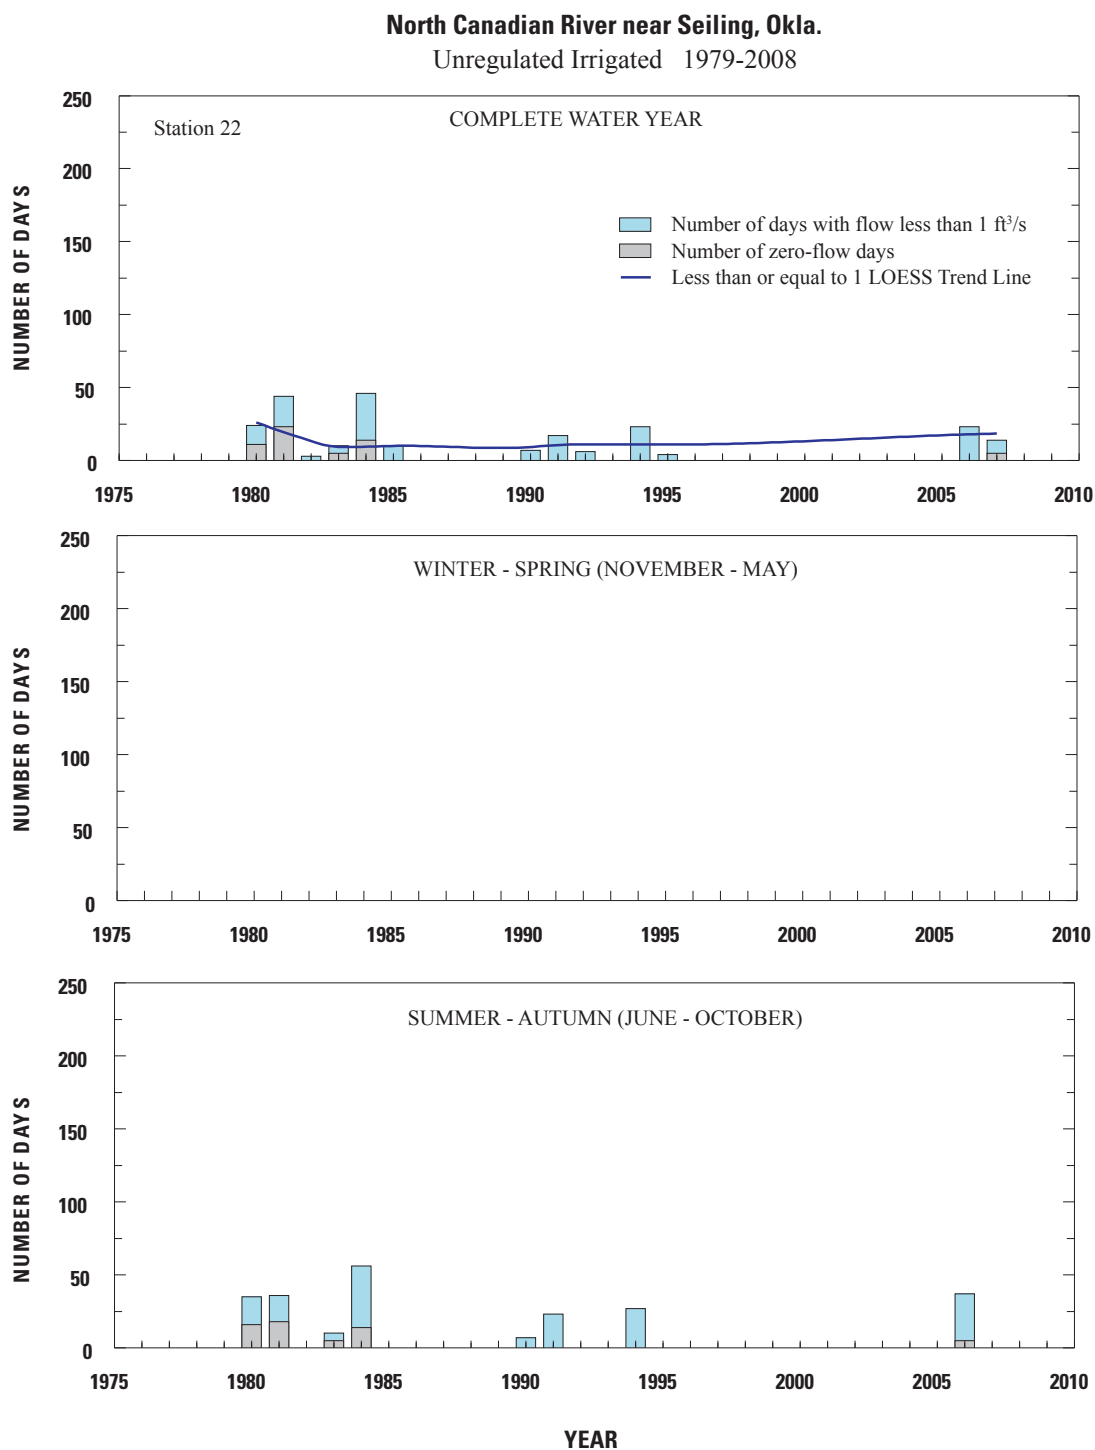 North Canadian River near Seiling, Okla.
Unregulated Irrigated 1979-2008
250
COMPLETE WATER YEAR
Station 22
200
Number of days with flow less than 1 ft³/s
150
Number of zero-flow days
Less than or equal to 1 LOESS Trend Line
100
50
0
NUMBER OF DAYS
1975 1980 1985 1990 1995 2000 2005 2010
250
WINTER - SPRING (NOVEMBER - MAY)
200
150
100
50
0
NUMBER OF DAYS
1975 1980 1985 1990 1995 2000 2005 2010
250
SUMMER - AUTUMN (JUNE - OCTOBER)
200
150
100
50
0
NUMBER OF DAYS
1975 1980 1985 1990 1995 2000 2005 2010
YEAR